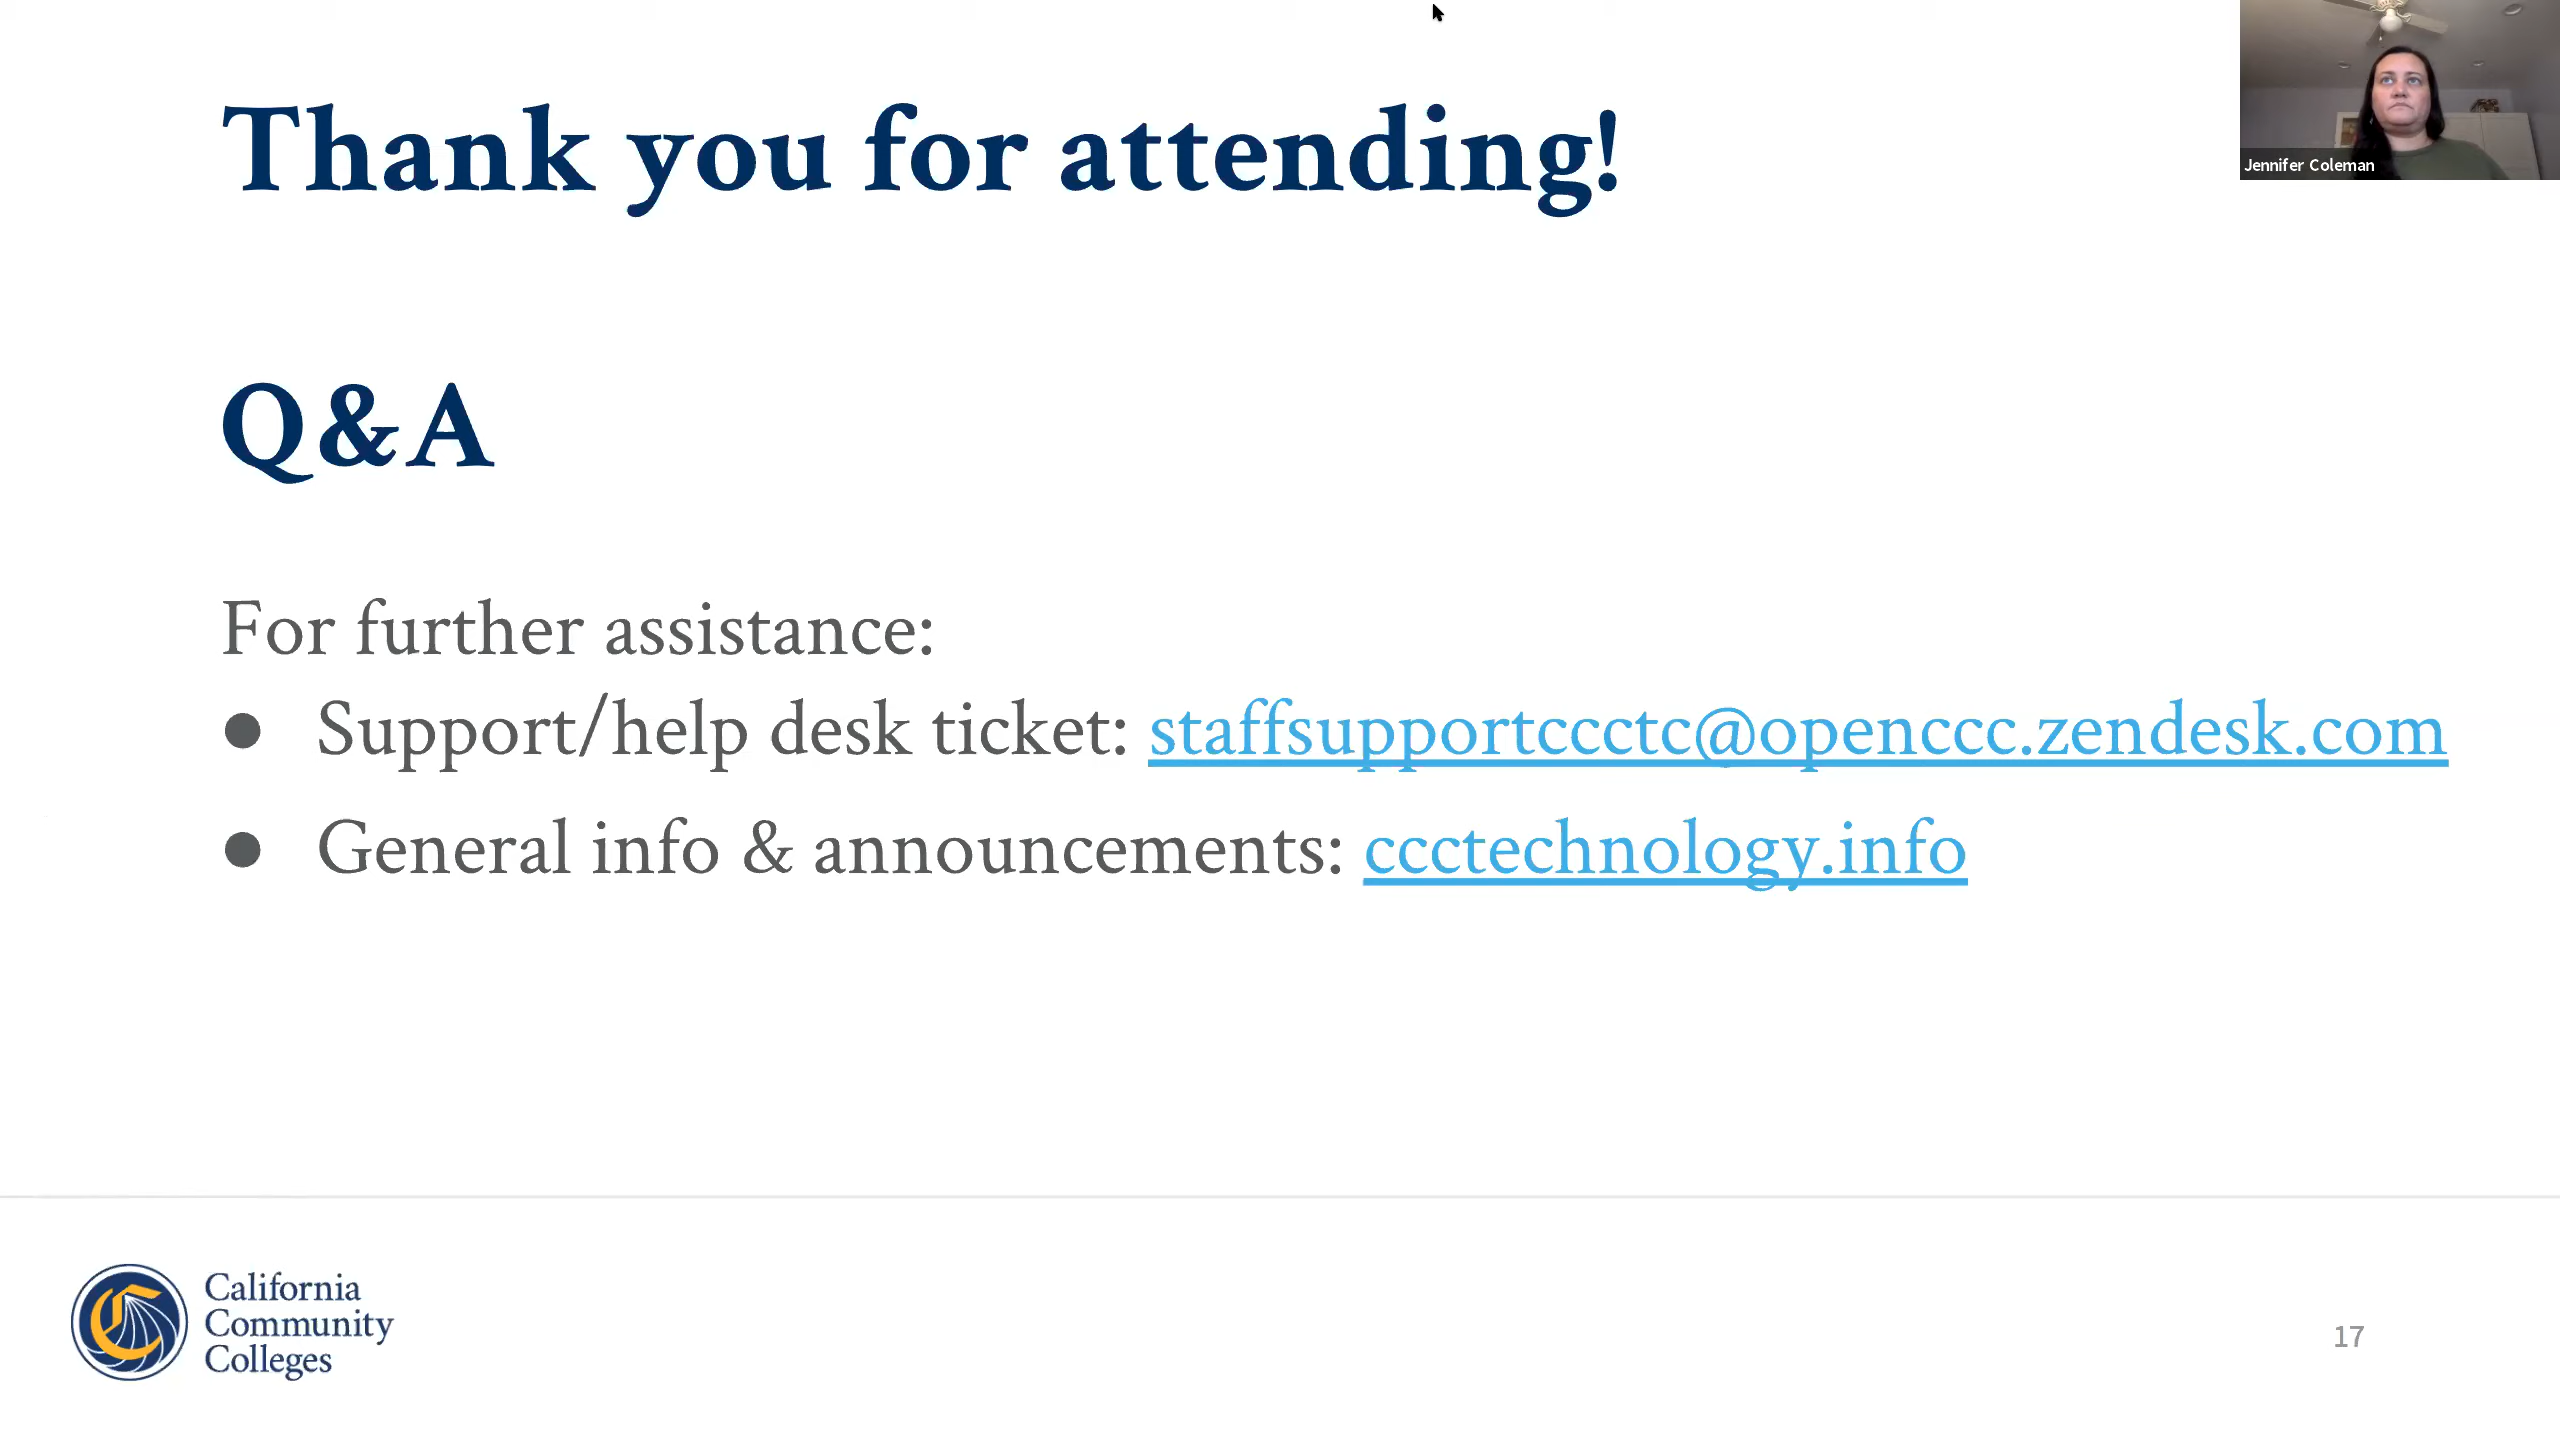 Thank you for attending!
Jennifer Coleman
Q&A
For further assistance:
● Support/help desk ticket: staffsupportccctc@openccc.zendesk.com
● General info & announcements: ccctechnology.info
California
Community
Colleges
17